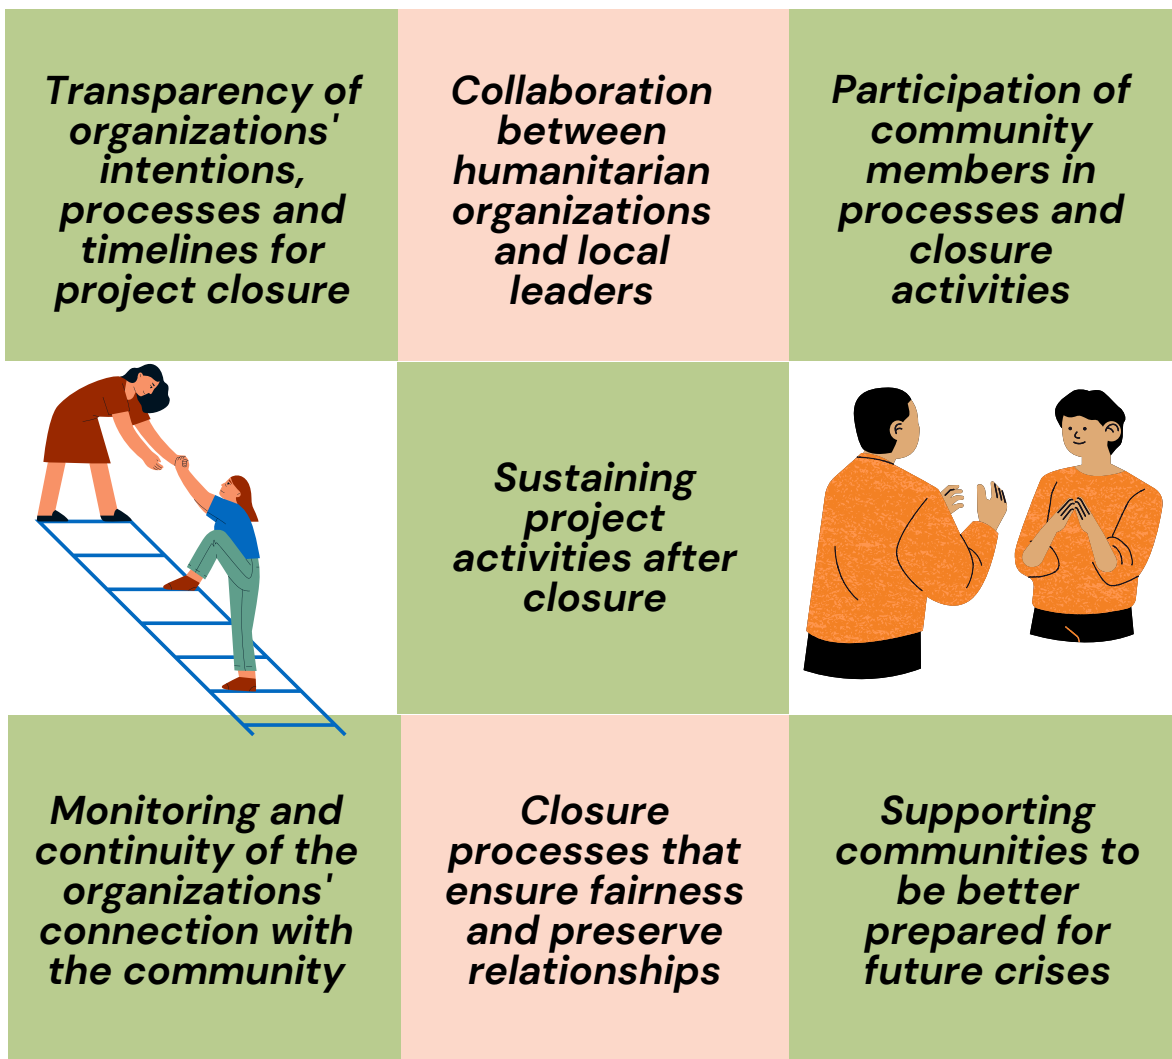 Transparency of
organizations'
intentions,
processes and
timelines for
project closure
Collaboration
between
humanitarian
organizations
and local
leaders
Participation of
community
members in
processes and
closure
activities
Sustaining
project
activities after
closure
Monitoring and
continuity of the
organizations'
connection with
the community
Closure
processes that
ensure fairness
and preserve
relationships
Supporting
communities to
be better
prepared for
future crises